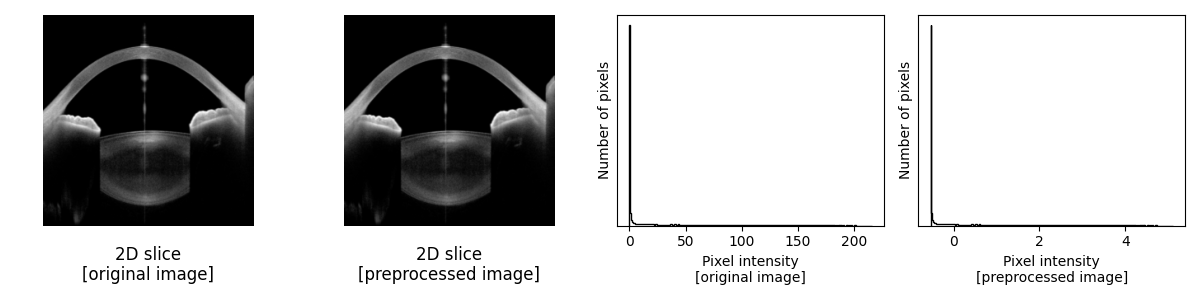 2D slice
[original image]
2D slice
[preprocessed image]
Number of pixels
0
50
100
150
200
Pixel intensity
[original image]
Number of pixels
0
2
4
Pixel intensity
[preprocessed image]